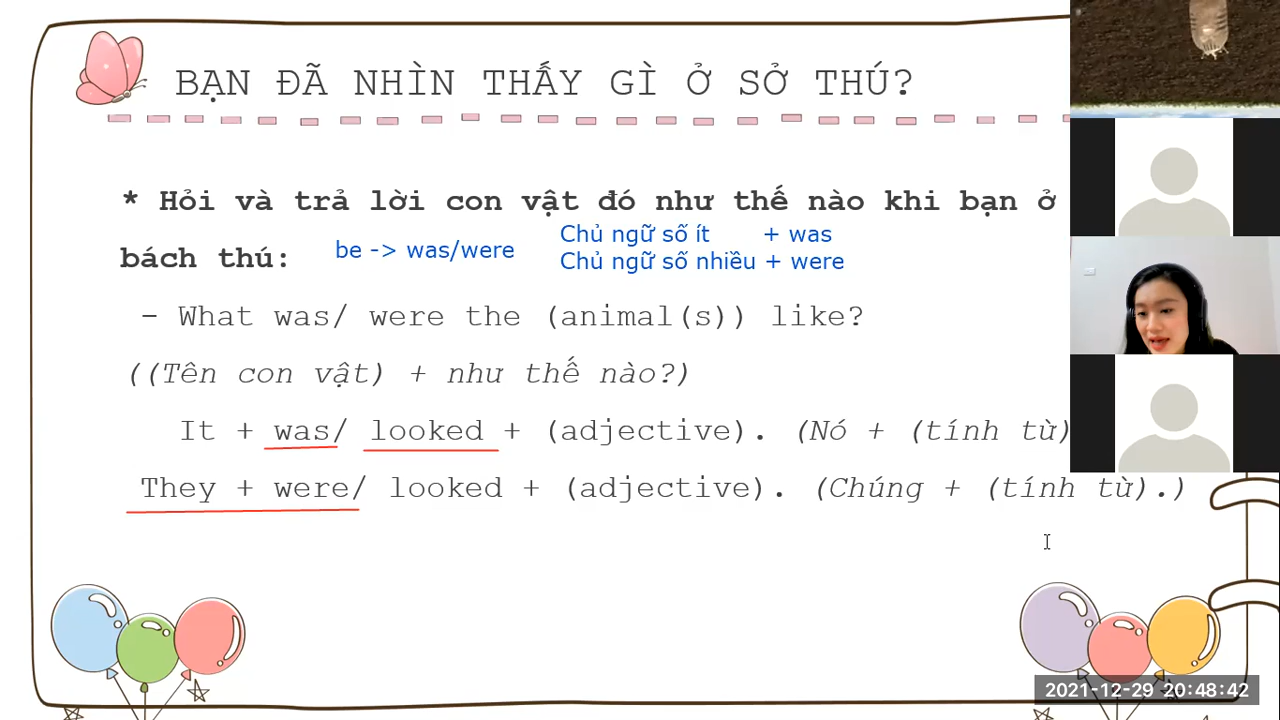 BẠN ĐÃ NHÌN THẤY GÌ Ở SỞ THÚ?
* Hỏi và trả lời con vật đó như thế nào khi bạn ở
bách thú:
be -> was/were
Chủ ngữ số ít + was
Chủ ngữ số nhiều + were
- What was/ were the (animal(s)) like?
((Tên con vật) + như thế nào?)
It + was/ looked + (adjective). (Nó + (tính từ)
They + were/ looked + (adjective). (Chúng + (tính từ).)
2021-12-29 20:48:42